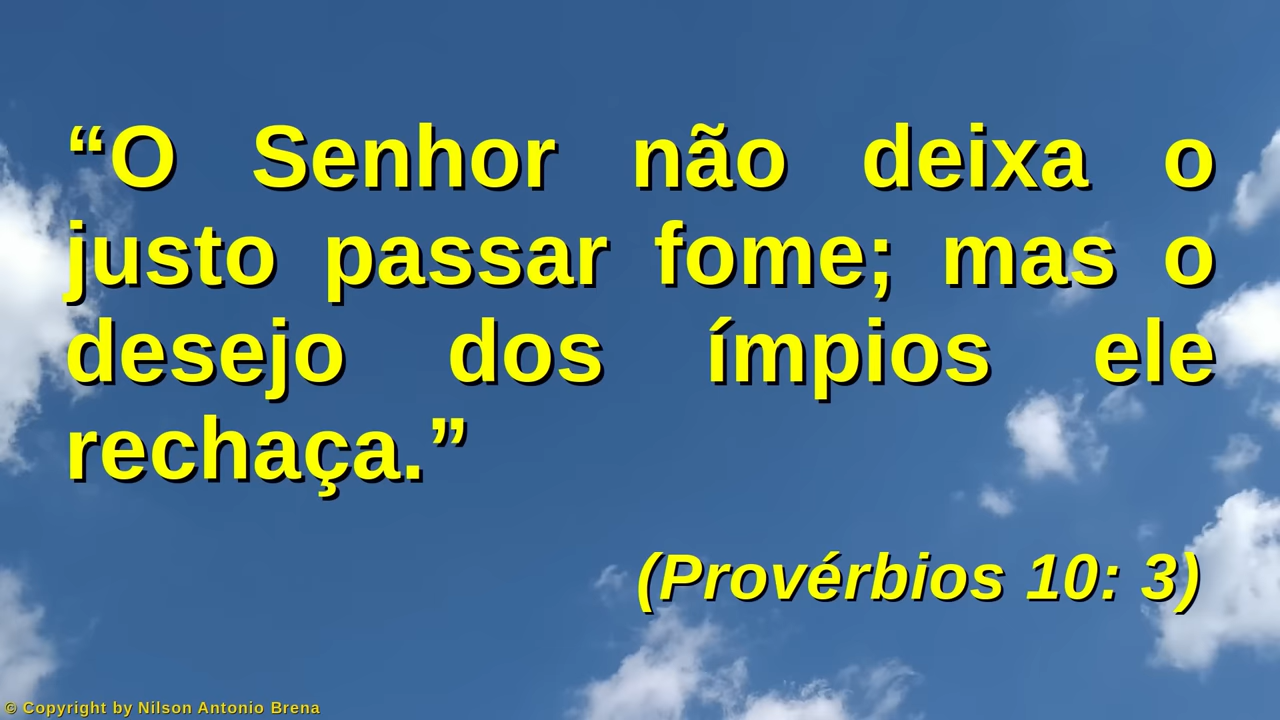 “O Senhor não deixa o
justo passar fome; mas o
desejo dos ímpios ele
rechaça.”
(Provérbios 10: 3)
© Copyright by Nilson Antonio Brena